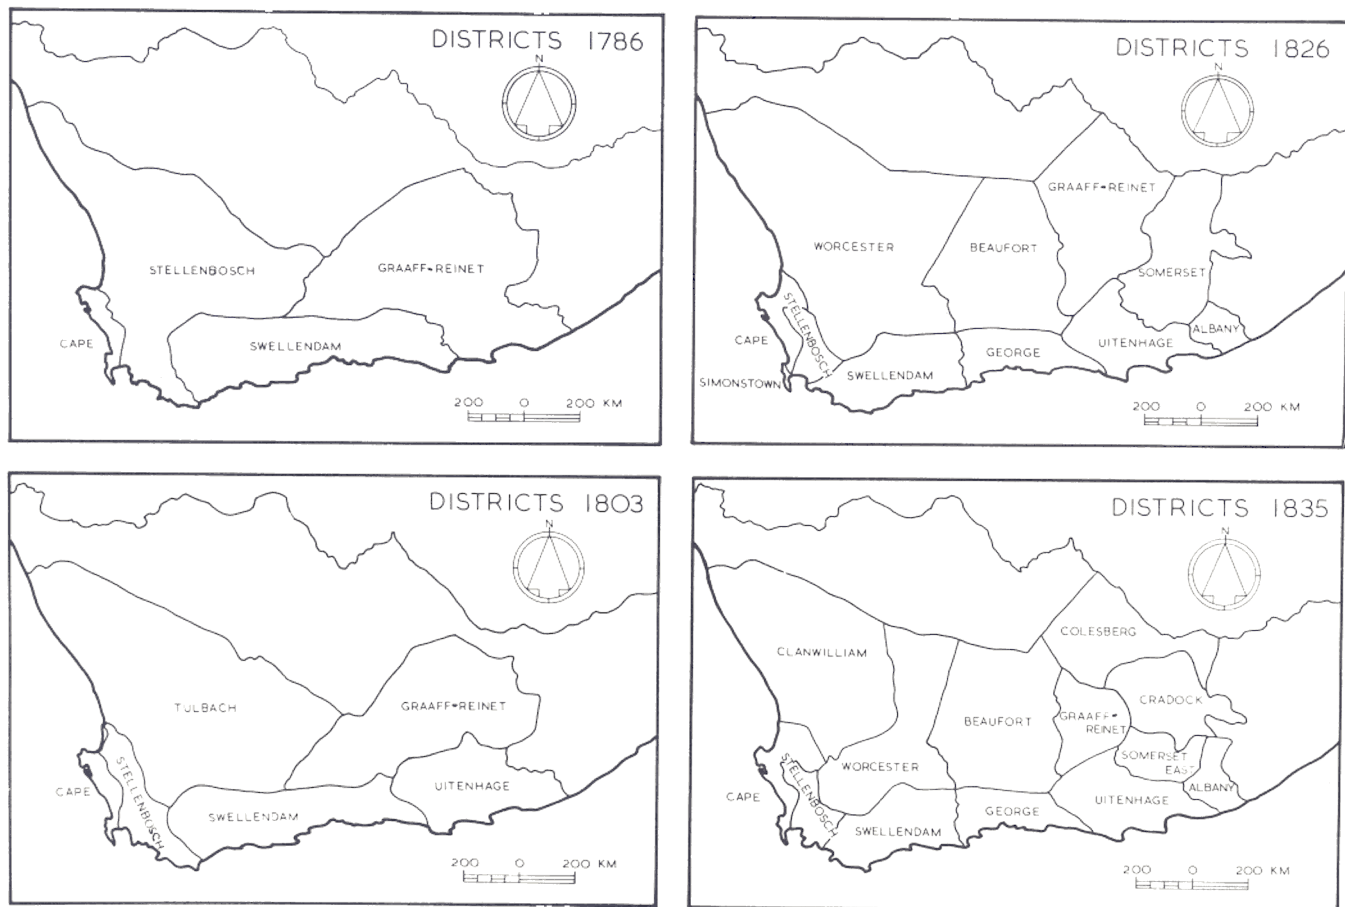 DISTRICTS 1786
N
STELLENBOSCH
GRAAFF-REINET
CAPE
SWELLENDAM
200 0 200 KM
DISTRICTS 1826
N
GRAAFF-REINET
WORCESTER
BEAUFORT
SOMERSET
STELLENBOSCH
ALBANY
CAPE
UITENHAGE
GEORGE
SWELLENDAM
SIMONSTOWN
200 0 200 KM
DISTRICTS 1803
N
TULBACH
GRAAFF-REINET
STELLENBOSCH
UITENHAGE
CAPE
SWELLENDAM
200 0 200 KM
DISTRICTS 1835
N
COLESBERG
CLANWILLIAM
CRADOCK
GRAAFF-
REINET
BEAUFORT
SOMERSET
EAST
WORCESTER
STELLENBOSCH
ALBANY
CAPE
UITENHAGE
GEORGE
SWELLENDAM
200 0 200 KM